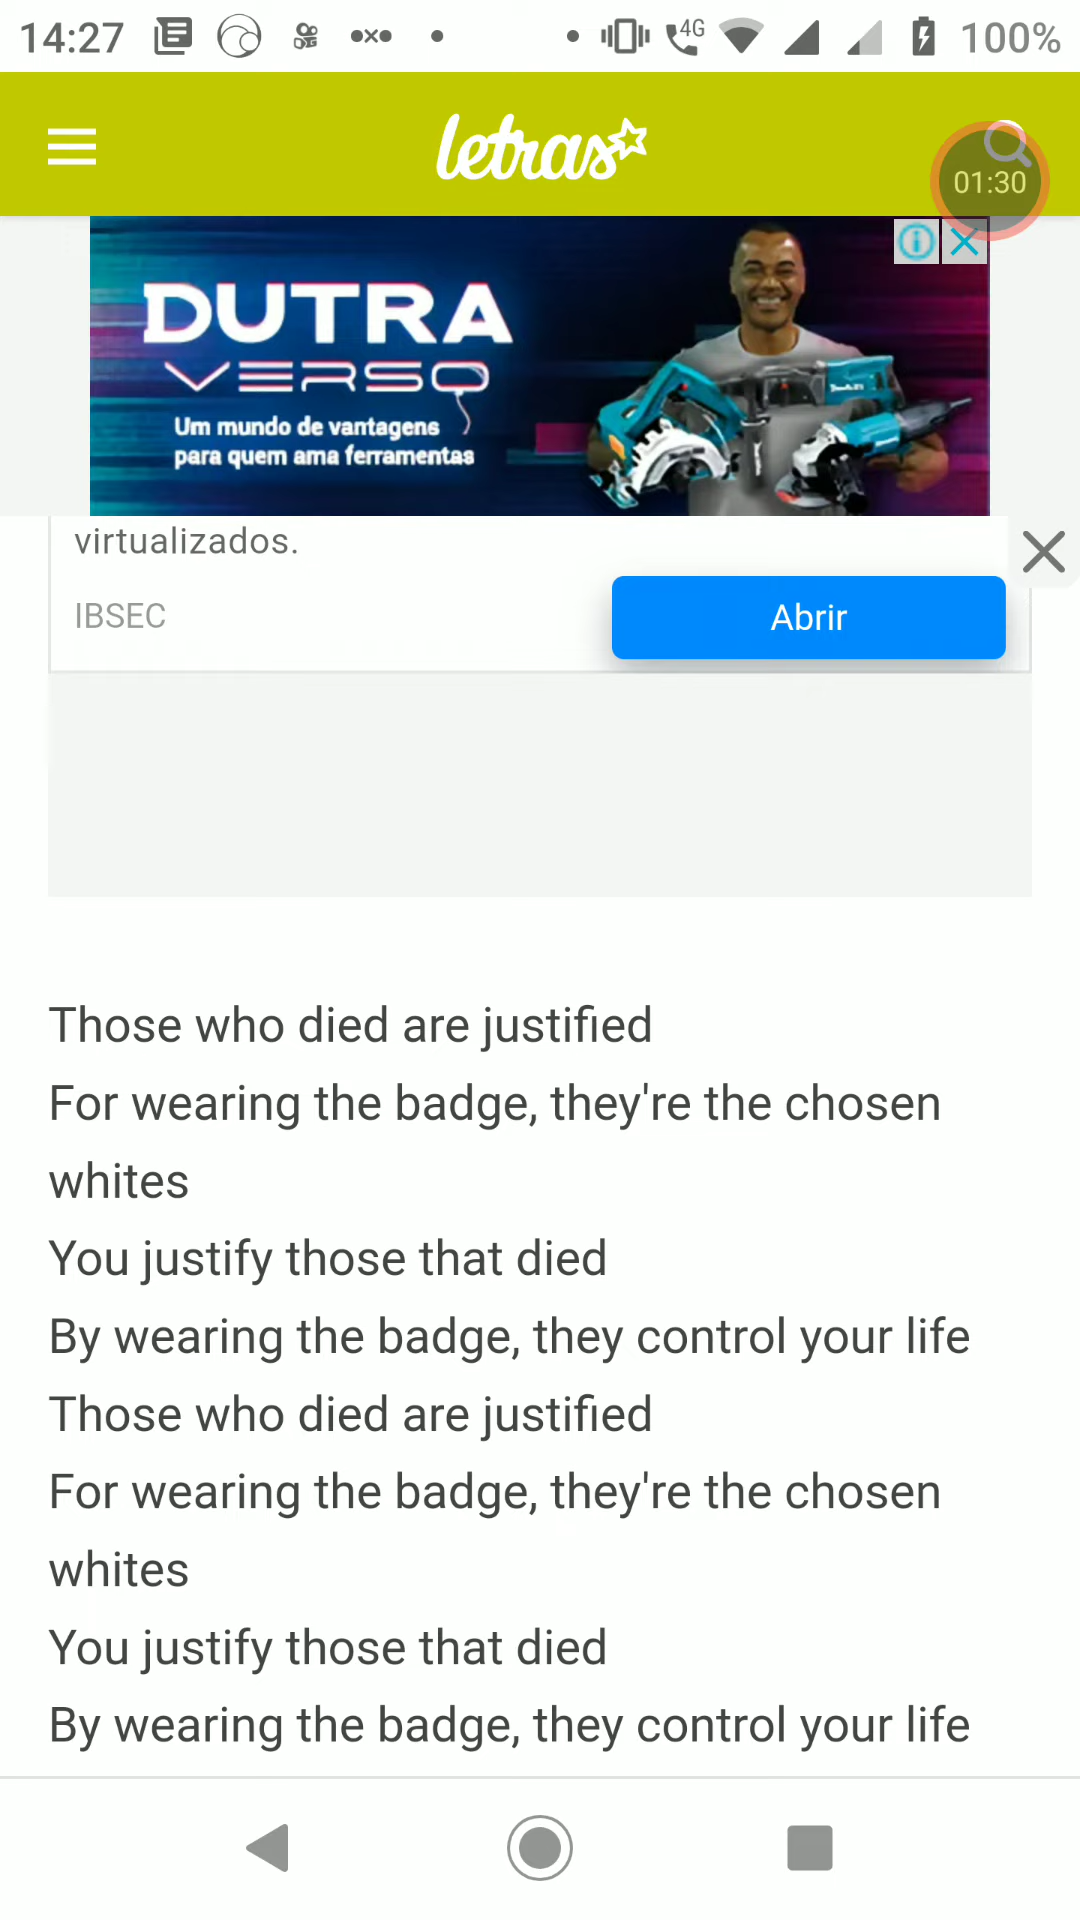 14:27
4G
100%
letras
01:30
DUTRA
VERSO
Um mundo de vantagens
para quem ama ferramentas
virtualizados.
IBSEC
Abrir
Those who died are justified
For wearing the badge, they're the chosen
whites
You justify those that died
By wearing the badge, they control your life
Those who died are justified
For wearing the badge, they're the chosen
whites
You justify those that died
By wearing the badge, they control your life